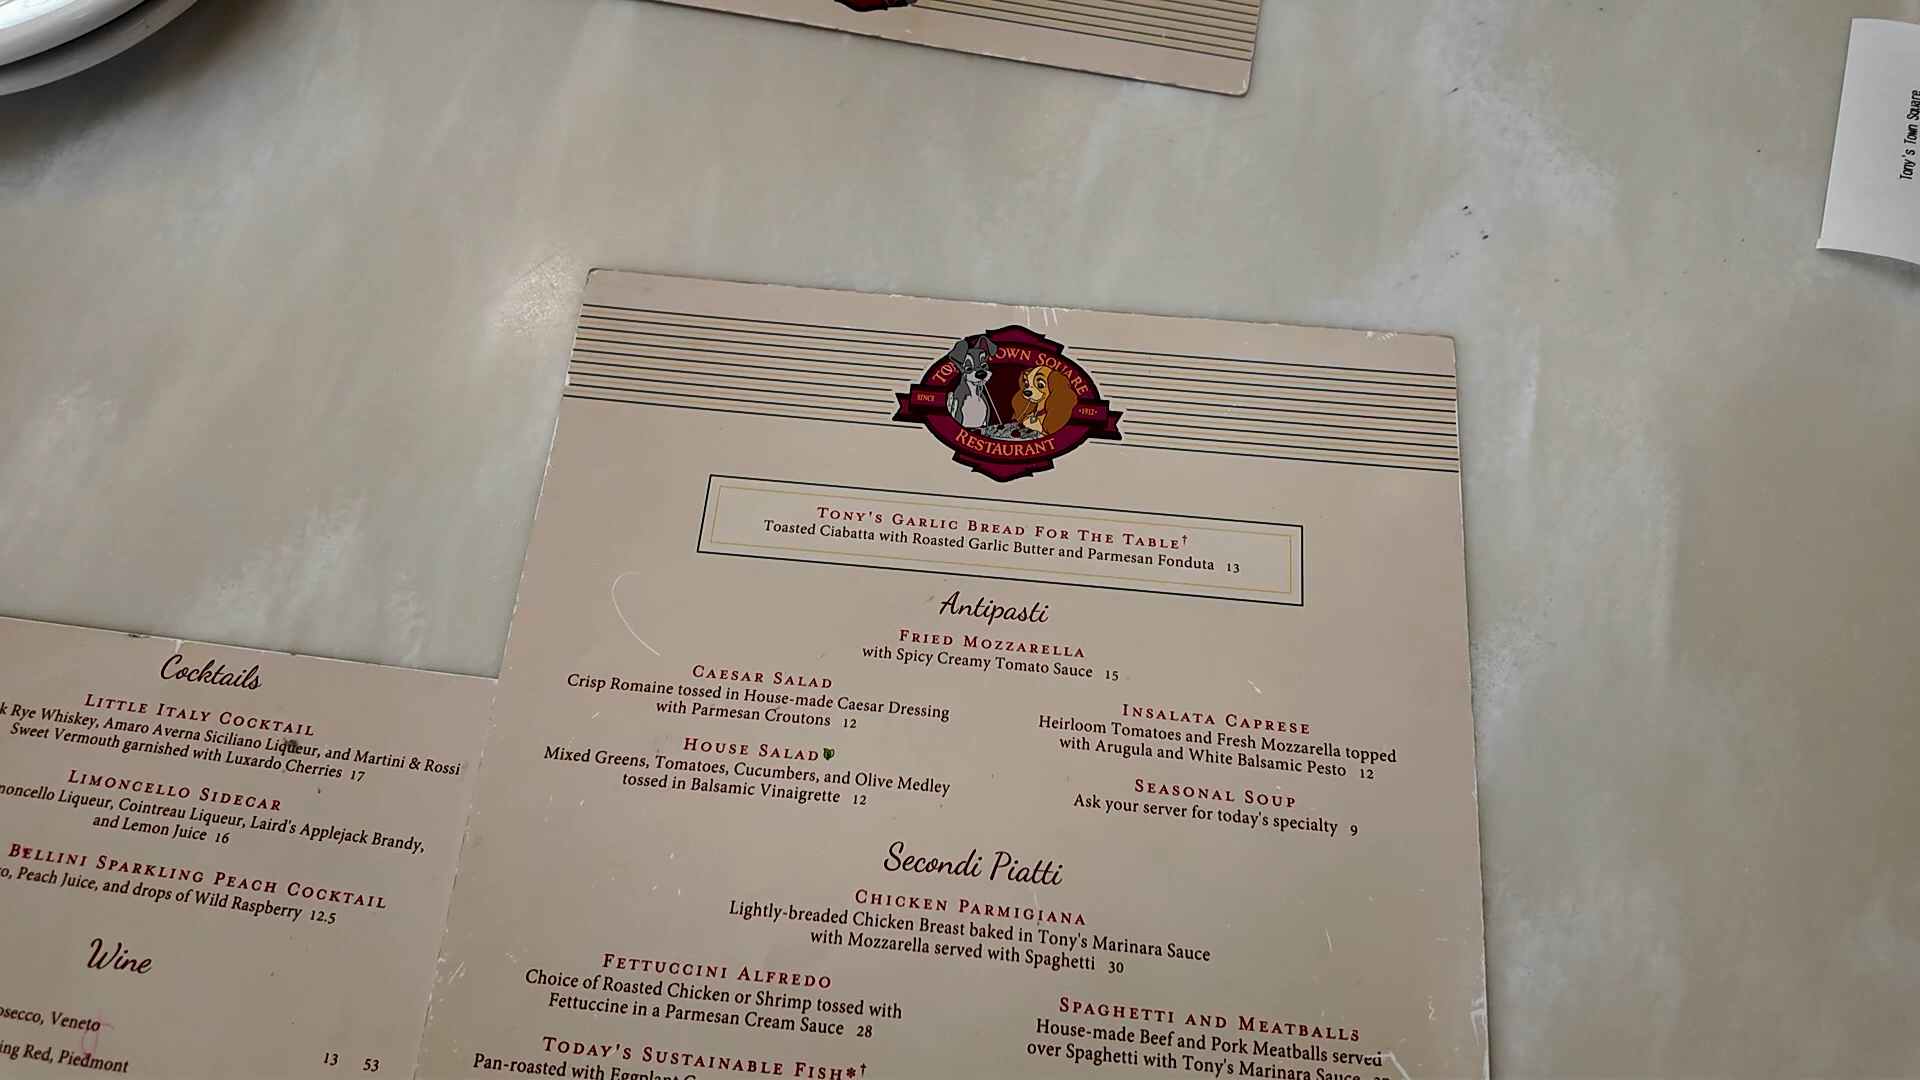 Tony's Town Square
TOWN SQUARE
SINCE
·1912·
RESTAURANT
TONY'S GARLIC BREAD FOR THE TABLE†
Toasted Ciabatta with Roasted Garlic Butter and Parmesan Fonduta 13
Antipasti
FRIED MOZZARELLA
with Spicy Creamy Tomato Sauce 15
CAESAR SALAD
Crisp Romaine tossed in House-made Caesar Dressing
with Parmesan Croutons 12
HOUSE SALAD
Mixed Greens, Tomatoes, Cucumbers, and Olive Medley
tossed in Balsamic Vinaigrette 12
INSALATA CAPRESE
Heirloom Tomatoes and Fresh Mozzarella topped
with Arugula and White Balsamic Pesto 12
SEASONAL SOUP
Ask your server for today's specialty 9
Secondi Piatti
CHICKEN PARMIGIANA
Lightly-breaded Chicken Breast baked in Tony's Marinara Sauce
with Mozzarella served with Spaghetti 30
FETTUCCINI ALFREDO
Choice of Roasted Chicken or Shrimp tossed with
Fettuccine in a Parmesan Cream Sauce 28
TODAY'S SUSTAINABLE FISH*†
Pan-roasted with Eggplant
SPAGHETTI AND MEATBALLS
House-made Beef and Pork Meatballs served
over Spaghetti with Tony's Marinara Sauce
Cocktails
LITTLE ITALY COCKTAIL
Rye Whiskey, Amaro Averna Siciliano Liqueur, and Martini & Rossi
Sweet Vermouth garnished with Luxardo Cherries 17
LIMONCELLO SIDECAR
Liqueur, Cointreau Liqueur, Laird's Applejack Brandy,
and Lemon Juice 16
BELLINI SPARKLING PEACH COCKTAIL
Peach Juice, and drops of Wild Raspberry 12.5
Wine
Veneto
Red, Piedmont 13 53